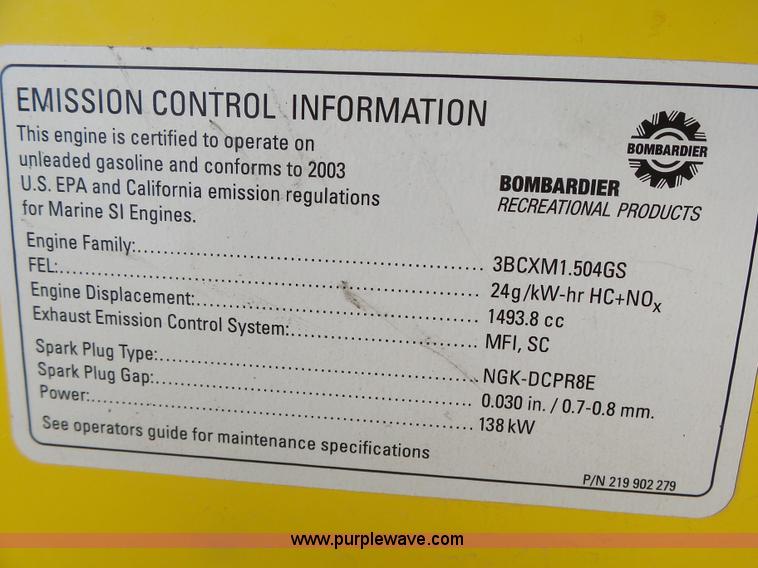 EMISSION CONTROL INFORMATION
This engine is certified to operate on
unleaded gasoline and conforms to 2003
U.S. EPA and California emission regulations
for Marine SI Engines.
BOMBARDIER
BOMBARDIER
RECREATIONAL PRODUCTS
Engine Family:.......... 3BCXM1.504GS
FEL:.......... 24g/kW-hr HC+NOx
Engine Displacement:.......... 1493.8 cc
Exhaust Emission Control System:.......... MFI, SC
Spark Plug Type:.......... NGK-DCPR8E
Spark Plug Gap:.......... 0.030 in. / 0.7-0.8 mm.
Power:.......... 138 kW
See operators guide for maintenance specifications
P/N 219 902 279
www.purplewave.com